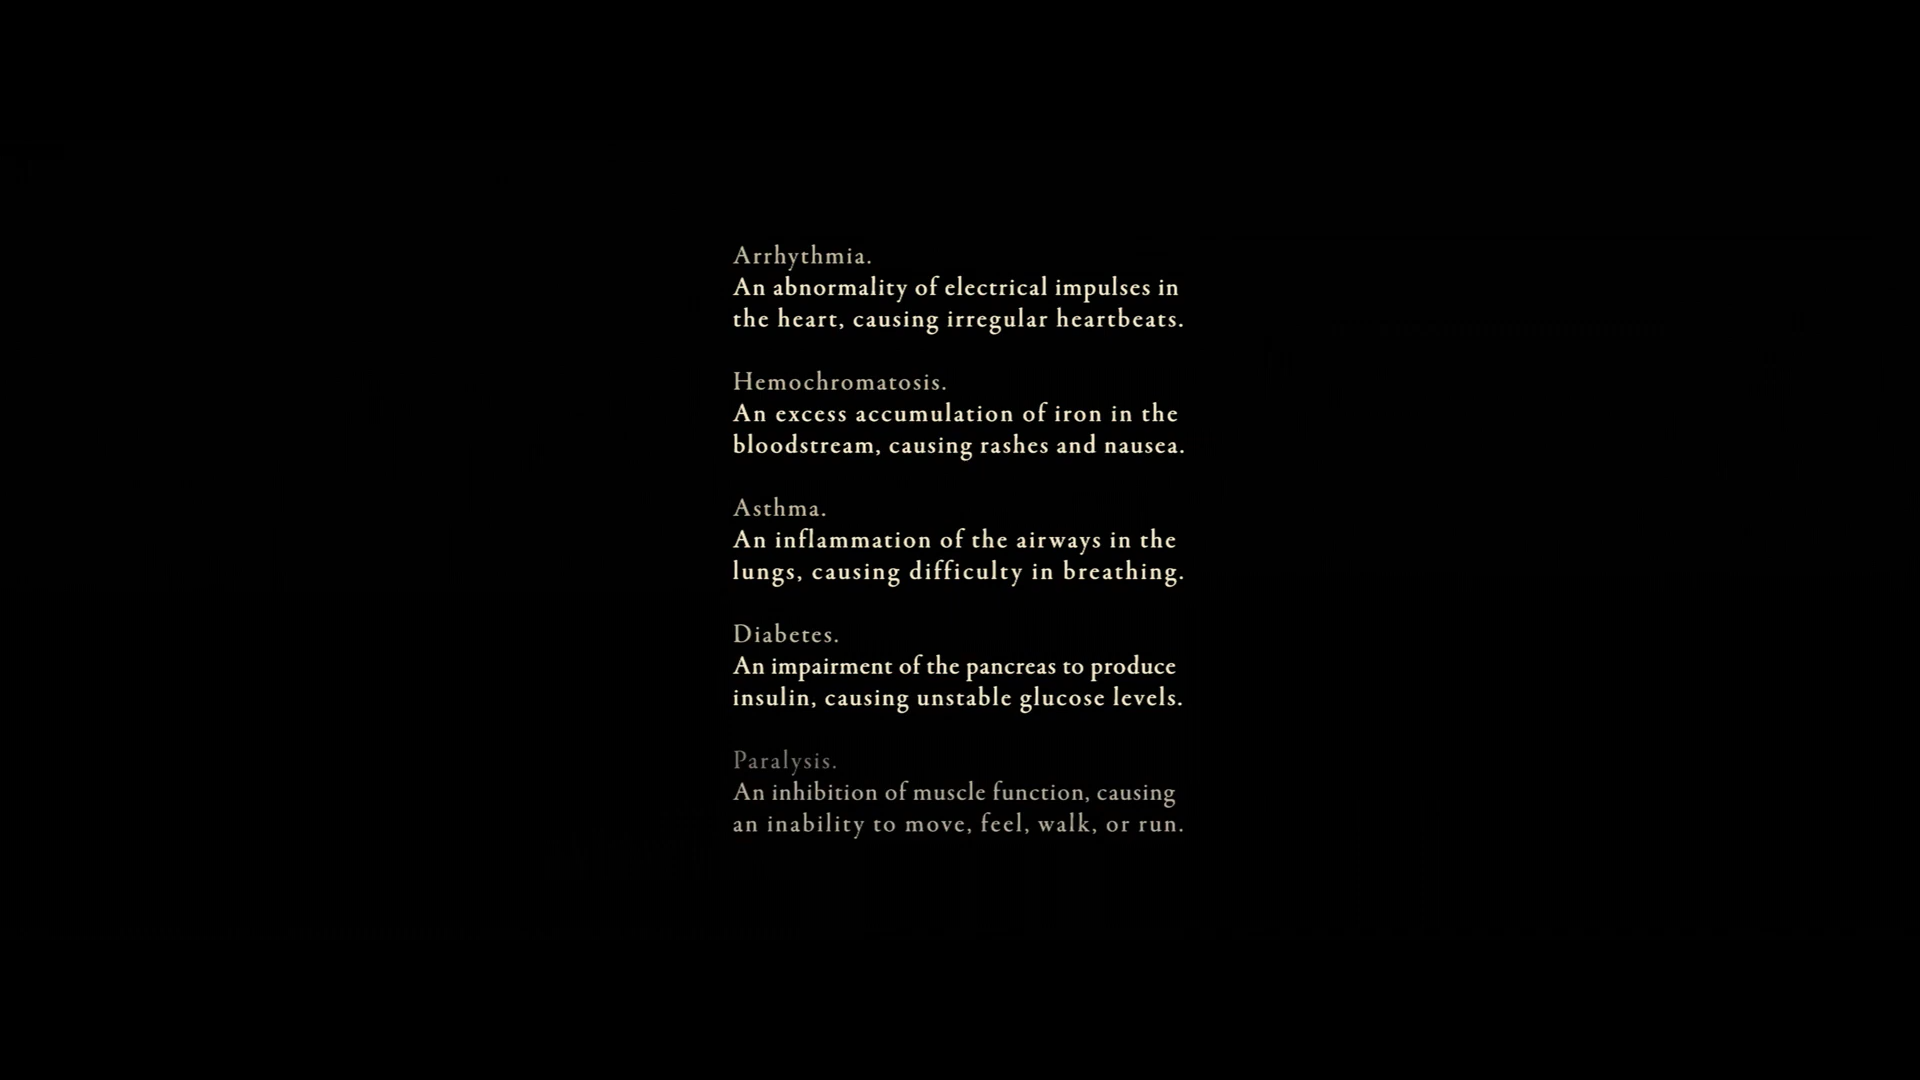 Arrhythmia.
An abnormality of electrical impulses in
the heart, causing irregular heartbeats.
Hemochromatosis.
An excess accumulation of iron in the
bloodstream, causing rashes and nausea.
Asthma.
An inflammation of the airways in the
lungs, causing difficulty in breathing.
Diabetes.
An impairment of the pancreas to produce
insulin, causing unstable glucose levels.
Paralysis.
An inhibition of muscle function, causing
an inability to move, feel, walk, or run.